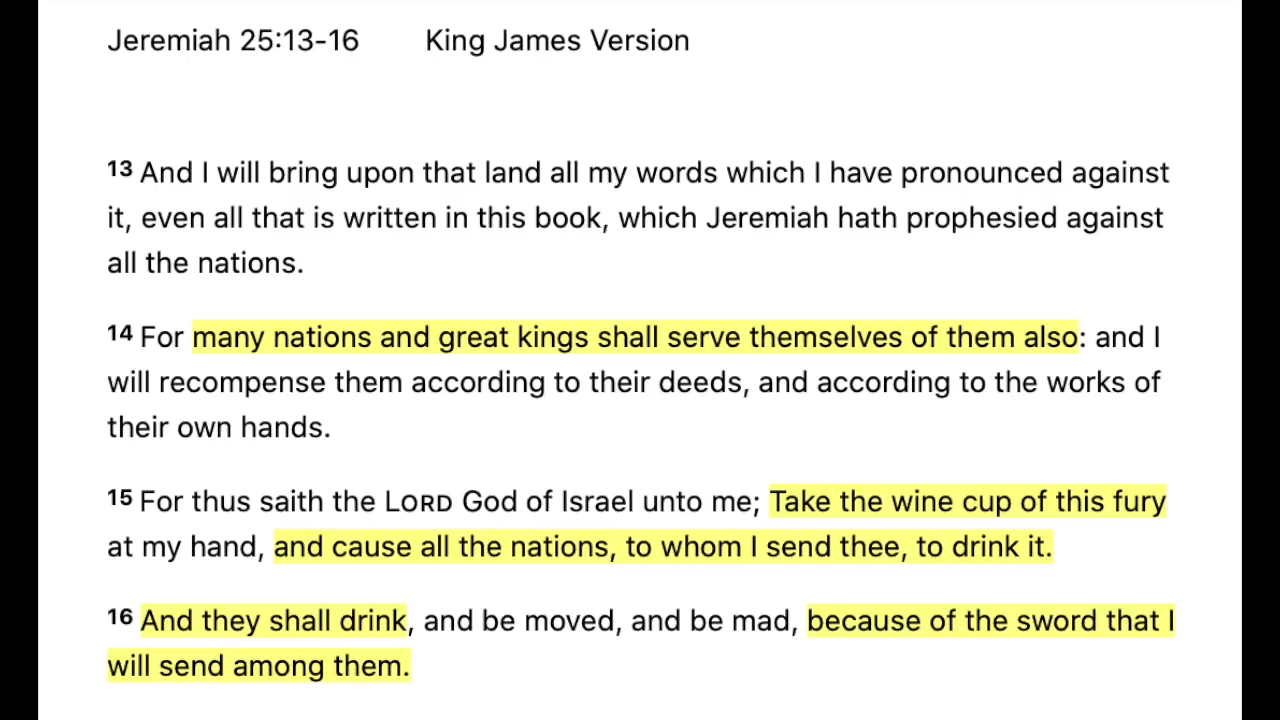 Jeremiah 25:13-16 King James Version
13 And I will bring upon that land all my words which I have pronounced against
it, even all that is written in this book, which Jeremiah hath prophesied against
all the nations.
14 For many nations and great kings shall serve themselves of them also: and I
will recompense them according to their deeds, and according to the works of
their own hands.
15 For thus saith the LORD God of Israel unto me; Take the wine cup of this fury
at my hand, and cause all the nations, to whom I send thee, to drink it.
16 And they shall drink, and be moved, and be mad, because of the sword that I
will send among them.